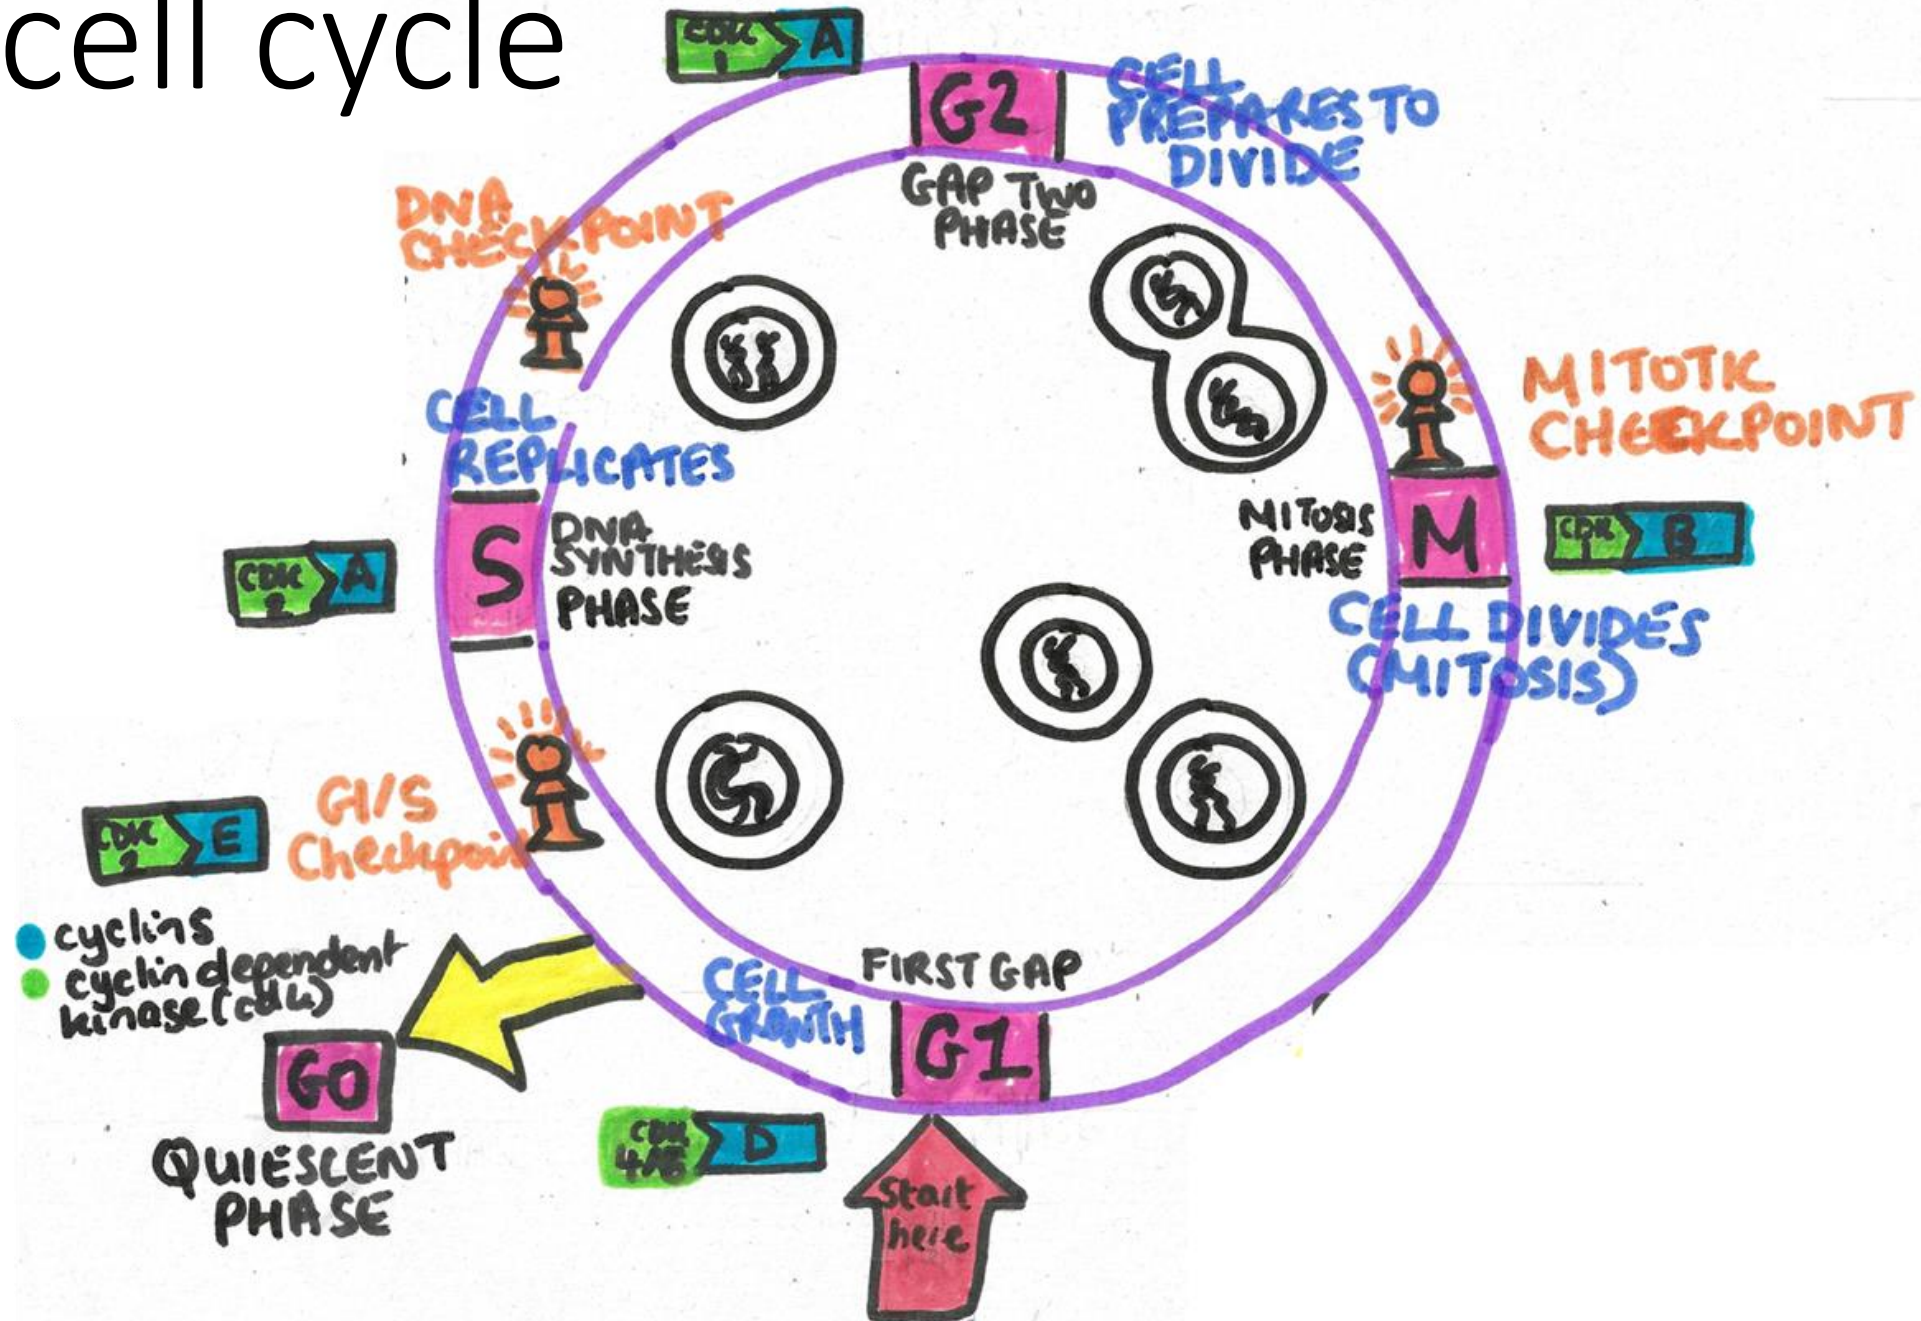 cell cycle
CDK
1
A
G2
CELL
PREPARES TO
DIVIDE
GAP TWO
PHASE
DNA
CHECKPOINT
CELL
REPLICATES
S
DNA
SYNTHESIS
PHASE
CDK
2
A
MITOTIC
CHECKPOINT
MITOSIS
PHASE
M
CDK
1
B
CELL DIVIDES
(MITOSIS)
G1/S
Checkpoint
CDK
2
E
cyclins
cyclin dependent
kinase (cdk)
G0
QUIESCENT
PHASE
CELL
GROWTH
FIRST GAP
G1
CDK
4/6
D
Start
here